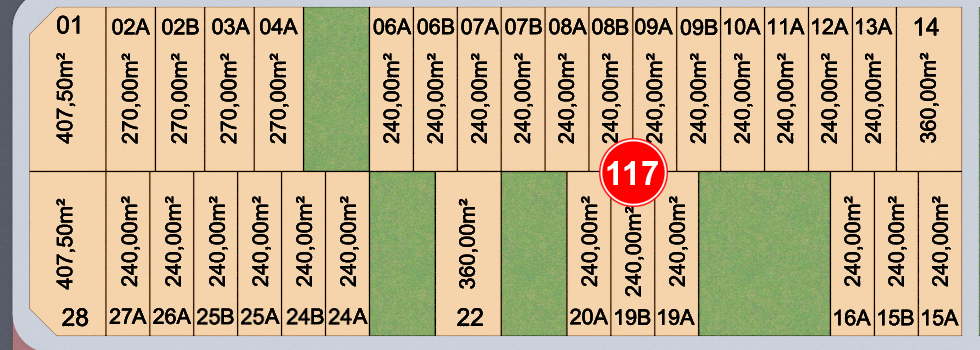 01 02A 02B 03A 04A 06A 06B 07A 07B 08A 08B 09A 09B 10A 11A 12A 13A 14
407,50m² 270,00m² 270,00m² 270,00m² 270,00m² 240,00m² 240,00m² 240,00m² 240,00m² 240,00m² 240,00m² 240,00m² 240,00m² 240,00m² 240,00m² 240,00m² 240,00m² 360,00m²
117
407,50m² 240,00m² 240,00m² 240,00m² 240,00m² 240,00m² 240,00m² 360,00m² 240,00m² 240,00m² 240,00m² 240,00m² 240,00m² 240,00m²
28 27A 26A 25B 25A 24B 24A 22 20A 19B 19A 16A 15B 15A